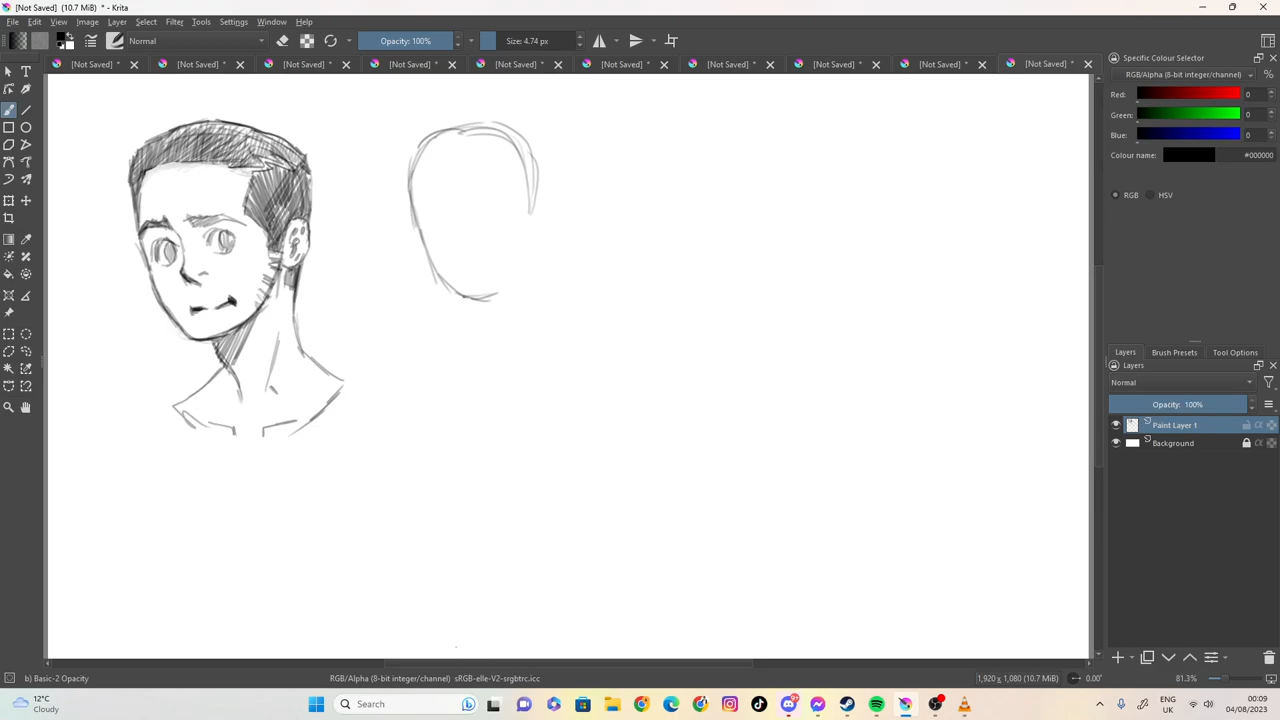 [Not Saved] (10.7 MiB) * - Krita
File Edit View Image Layer Select Filter Tools Settings Window Help
Normal Opacity: 100% Size: 4.74 px
[Not Saved] * [Not Saved] * [Not Saved] * [Not Saved] * [Not Saved] * [Not Saved] * [Not Saved] * [Not Saved] * [Not Saved] * [Not Saved] *
Specific Colour Selector
RGB/Alpha (8-bit integer/channel) %
Red: 0
Green: 0
Blue: 0
Colour name: #000000
RGB HSV
Layers Brush Presets Tool Options
Layers
Normal
Opacity: 100%
Paint Layer 1
Background
b) Basic-2 Opacity RGB/Alpha (8-bit integer/channel) sRGB-elle-V2-srgbtrc.icc 1,920 x 1,080 (10.7 MiB) 0.00° 81.3%
12°C
Cloudy
Search
9+
ENG
UK
00:09
04/08/2023